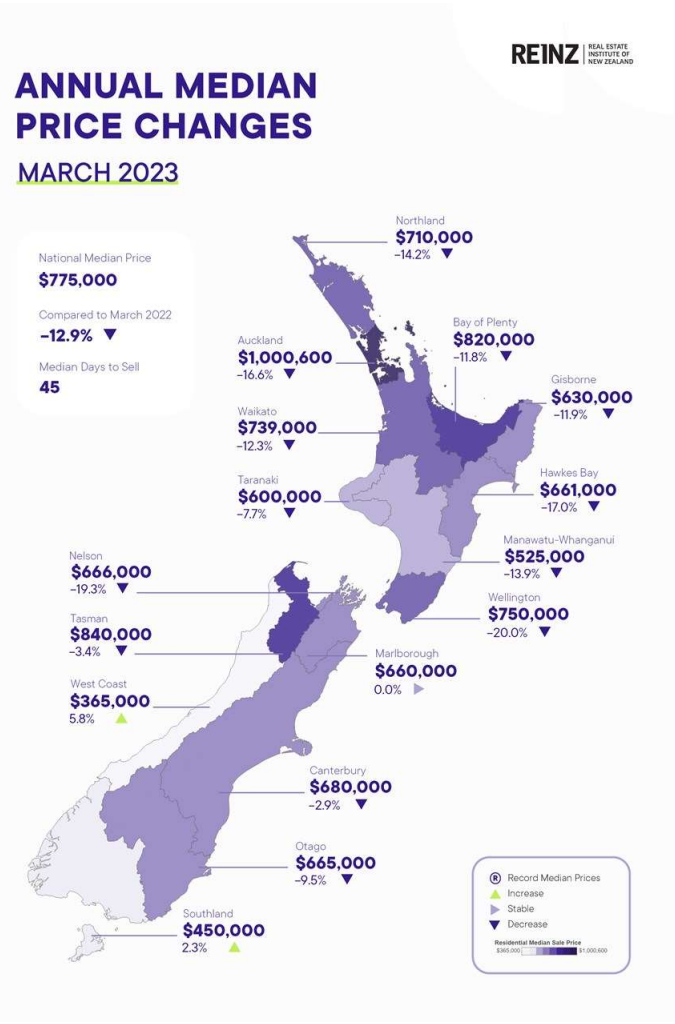 REINZ
REAL ESTATE
INSTITUTE OF
NEW ZEALAND
ANNUAL MEDIAN
PRICE CHANGES
MARCH 2023
National Median Price
$775,000
Compared to March 2022
-12.9% ▼
Median Days to Sell
45
Northland
$710,000
-14.2% ▼
Auckland
$1,000,600
-16.6% ▼
Bay of Plenty
$820,000
-11.8% ▼
Gisborne
$630,000
-11.9% ▼
Waikato
$739,000
-12.3% ▼
Taranaki
$600,000
-7.7% ▼
Hawkes Bay
$661,000
-17.0% ▼
Manawatu-Whanganui
$525,000
-13.9% ▼
Nelson
$666,000
-19.3% ▼
Wellington
$750,000
-20.0% ▼
Tasman
$840,000
-3.4% ▼
Marlborough
$660,000
0.0% ▶
West Coast
$365,000
5.8% ▲
Canterbury
$680,000
-2.9% ▼
Otago
$665,000
-9.5% ▼
Southland
$450,000
2.3% ▲
® Record Median Prices
▲ Increase
▶ Stable
▼ Decrease
Residential Median Sale Price
$365,000 $1,000,600